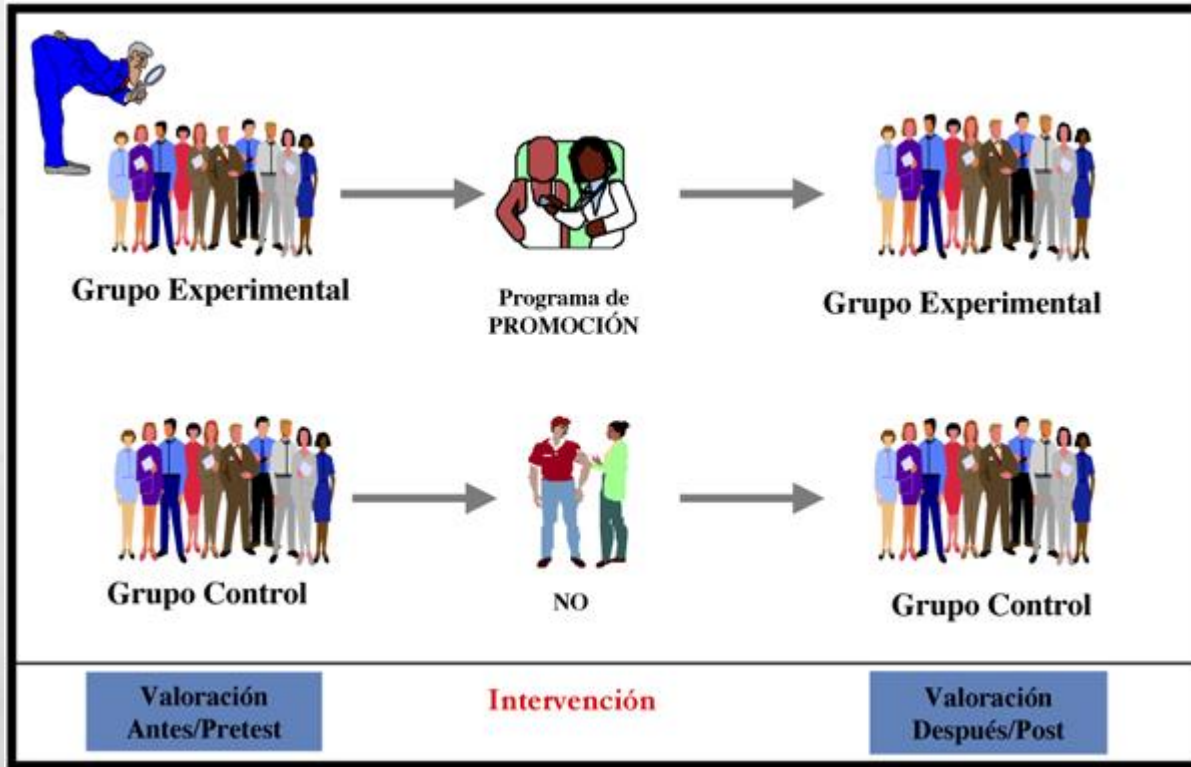 Grupo Experimental
Programa de
PROMOCIÓN
Grupo Experimental
Grupo Control
NO
Grupo Control
Valoración
Antes/Pretest
Intervención
Valoración
Después/Post